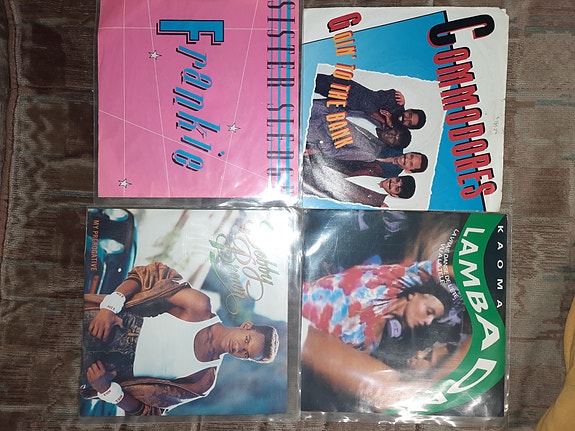 SISTER SLEDGE
Frankie
COMMODORES
GOIN' TO THE BANK
Bobby
Brown
MY PREROGATIVE
KAOMA
LAMBADA